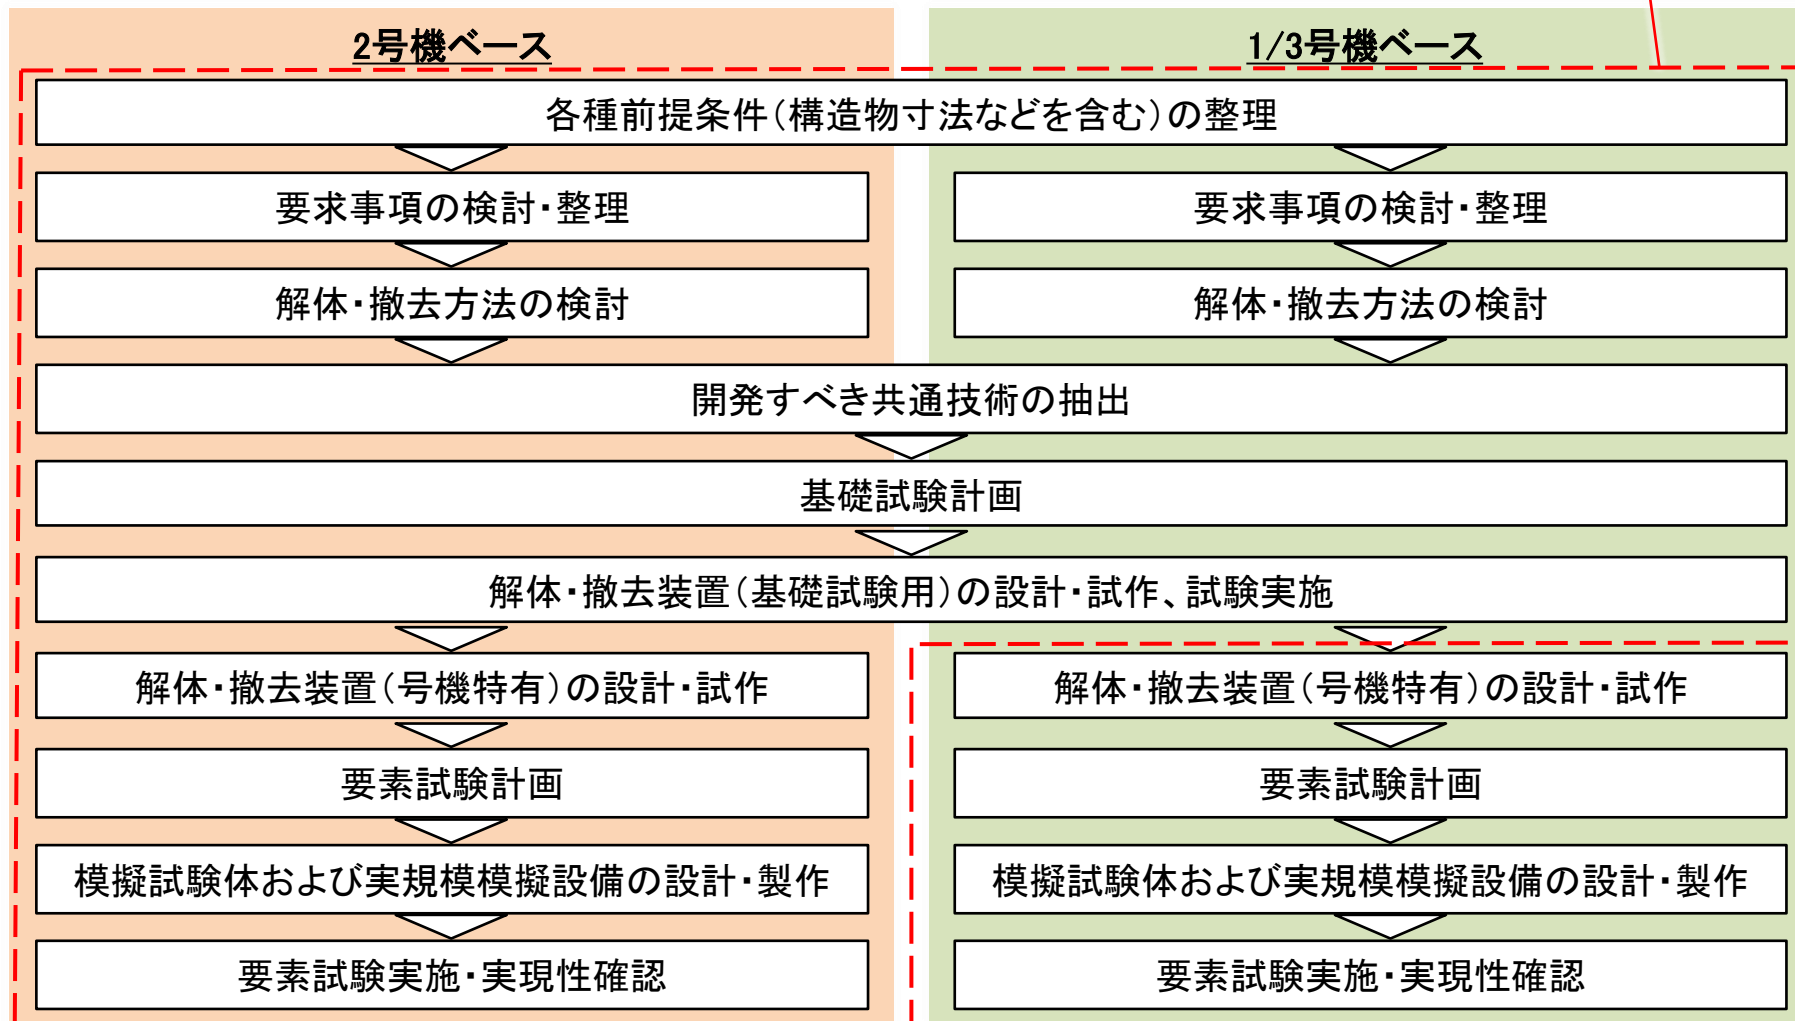 2号機ベース
1/3号機ベース
各種前提条件(構造物寸法などを含む)の整理
要求事項の検討・整理
要求事項の検討・整理
解体・撤去方法の検討
解体・撤去方法の検討
開発すべき共通技術の抽出
基礎試験計画
解体・撤去装置(基礎試験用)の設計・試作、試験実施
解体・撤去装置(号機特有)の設計・試作
解体・撤去装置(号機特有)の設計・試作
要素試験計画
要素試験計画
模擬試験体および実規模模擬設備の設計・製作
模擬試験体および実規模模擬設備の設計・製作
要素試験実施・実現性確認
要素試験実施・実現性確認